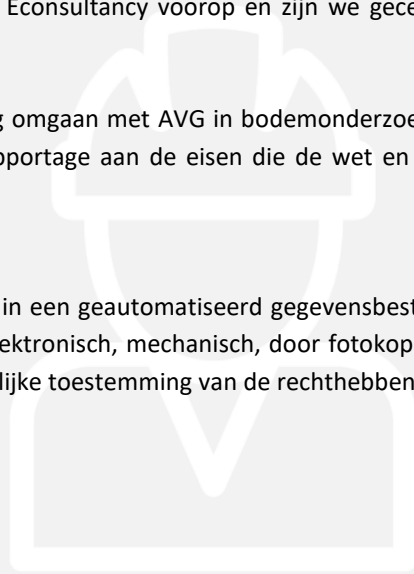 Econsultancy voorop en zijn we gece
g omgaan met AVG in bodemonderzoe
pportage aan de eisen die de wet en
in een geautomatiseerd gegevensbest
ektronisch, mechanisch, door fotokop
lijke toestemming van de rechthebben